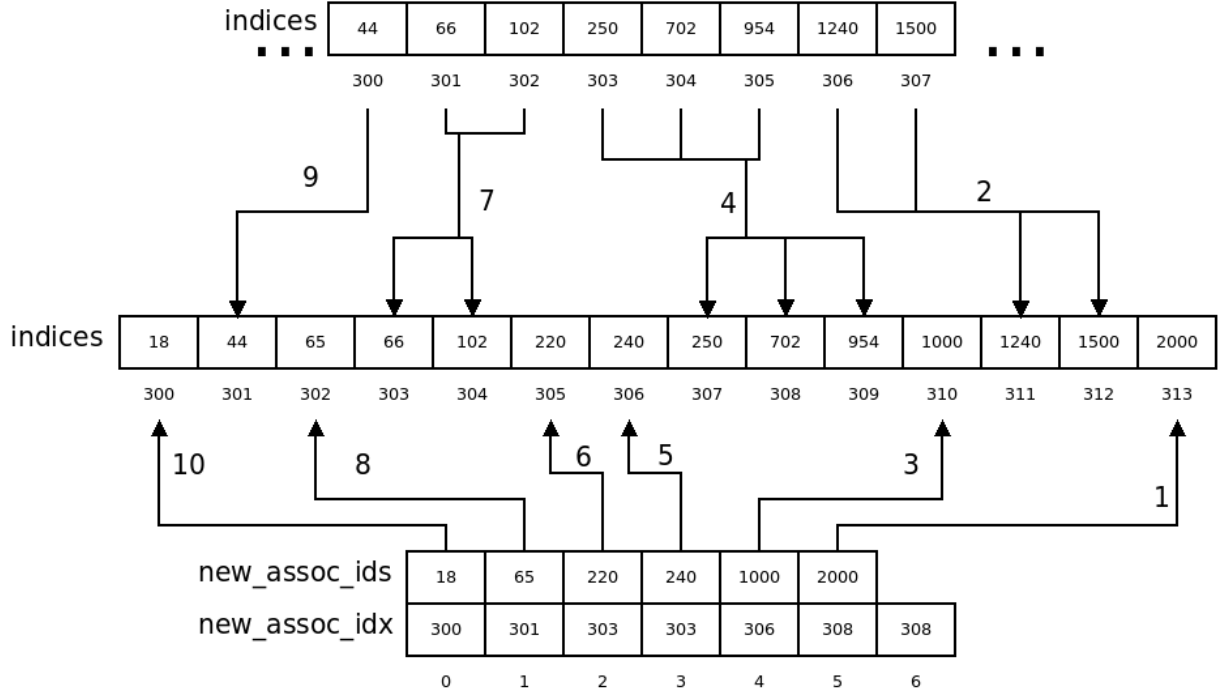 indices 44 66 102 250 702 954 1240 1500
... ...
300 301 302 303 304 305 306 307
9 7 4 2
indices 18 44 65 66 102 220 240 250 702 954 1000 1240 1500 2000
300 301 302 303 304 305 306 307 308 309 310 311 312 313
10 8 6 5 3 1
new_assoc_ids 18 65 220 240 1000 2000
new_assoc_idx 300 301 303 303 306 308 308
0 1 2 3 4 5 6